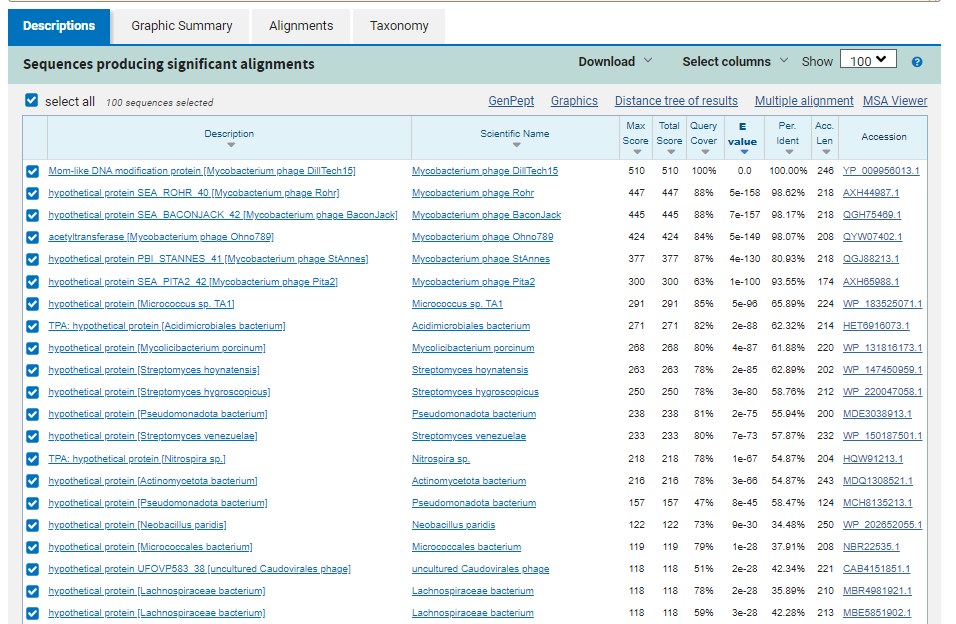 Descriptions Graphic Summary Alignments Taxonomy
Sequences producing significant alignments Download Select columns Show 100
select all 100 sequences selected GenPept Graphics Distance tree of results Multiple alignment MSA Viewer
Description Scientific Name Max Score Total Score Query Cover E value Per. Ident Acc. Len Accession
Mom-like DNA modification protein [Mycobacterium phage DillTech15] Mycobacterium phage DillTech15 510 510 100% 0.0 100.00% 246 YP_009956013.1
hypothetical protein SEA_ROHR_40 [Mycobacterium phage Rohr] Mycobacterium phage Rohr 447 447 88% 5e-158 98.62% 218 AXH44987.1
hypothetical protein SEA_BACONJACK_42 [Mycobacterium phage BaconJack] Mycobacterium phage BaconJack 445 445 88% 7e-157 98.17% 218 QGH75469.1
acetyltransferase [Mycobacterium phage Ohno789] Mycobacterium phage Ohno789 424 424 84% 5e-149 98.07% 208 QYW07402.1
hypothetical protein PBI_STANNES_41 [Mycobacterium phage StAnnes] Mycobacterium phage StAnnes 377 377 87% 4e-130 80.93% 218 QGJ88213.1
hypothetical protein SEA_PITA2_42 [Mycobacterium phage Pita2] Mycobacterium phage Pita2 300 300 63% 1e-100 93.55% 174 AXH65988.1
hypothetical protein [Micrococcus sp. TA1] Micrococcus sp. TA1 291 291 85% 5e-96 65.89% 224 WP_183525071.1
TPA: hypothetical protein [Acidimicrobiales bacterium] Acidimicrobiales bacterium 271 271 82% 2e-88 62.32% 214 HET6916073.1
hypothetical protein [Mycolicibacterium porcinum] Mycolicibacterium porcinum 268 268 80% 4e-87 61.88% 220 WP_131816173.1
hypothetical protein [Streptomyces hoynatensis] Streptomyces hoynatensis 263 263 78% 2e-85 62.89% 202 WP_147450959.1
hypothetical protein [Streptomyces hygroscopicus] Streptomyces hygroscopicus 250 250 78% 3e-80 58.76% 212 WP_220047058.1
hypothetical protein [Pseudomonadota bacterium] Pseudomonadota bacterium 238 238 81% 2e-75 55.94% 200 MDE3038913.1
hypothetical protein [Streptomyces venezuelae] Streptomyces venezuelae 233 233 80% 7e-73 57.87% 232 WP_150187501.1
TPA: hypothetical protein [Nitrospira sp.] Nitrospira sp. 218 218 78% 1e-67 54.87% 204 HQW91213.1
hypothetical protein [Actinomycetota bacterium] Actinomycetota bacterium 216 216 78% 3e-66 54.87% 243 MDQ1308521.1
hypothetical protein [Pseudomonadota bacterium] Pseudomonadota bacterium 157 157 47% 8e-45 58.47% 124 MCH8135213.1
hypothetical protein [Neobacillus paridis] Neobacillus paridis 122 122 73% 9e-30 34.48% 250 WP_202652055.1
hypothetical protein [Micrococcales bacterium] Micrococcales bacterium 119 119 79% 1e-28 37.91% 208 NBR22535.1
hypothetical protein UFOVP583_38 [uncultured Caudovirales phage] uncultured Caudovirales phage 118 118 51% 2e-28 42.34% 221 CAB4151851.1
hypothetical protein [Lachnospiraceae bacterium] Lachnospiraceae bacterium 118 118 78% 2e-28 35.89% 210 MBR4981921.1
hypothetical protein [Lachnospiraceae bacterium] Lachnospiraceae bacterium 118 118 59% 3e-28 42.28% 213 MBE5851902.1